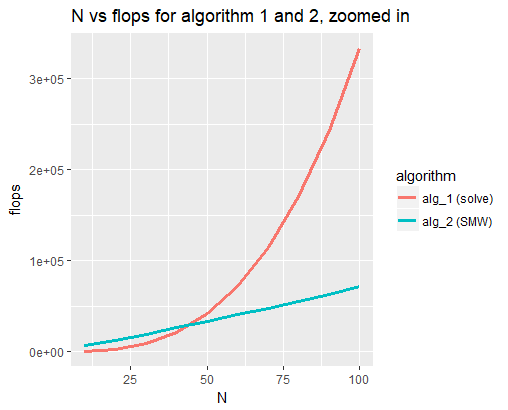 N vs flops for algorithm 1 and 2, zoomed in
3e+05
2e+05
1e+05
0e+00
flops
25
50
75
100
N
algorithm
alg_1 (solve)
alg_2 (SMW)